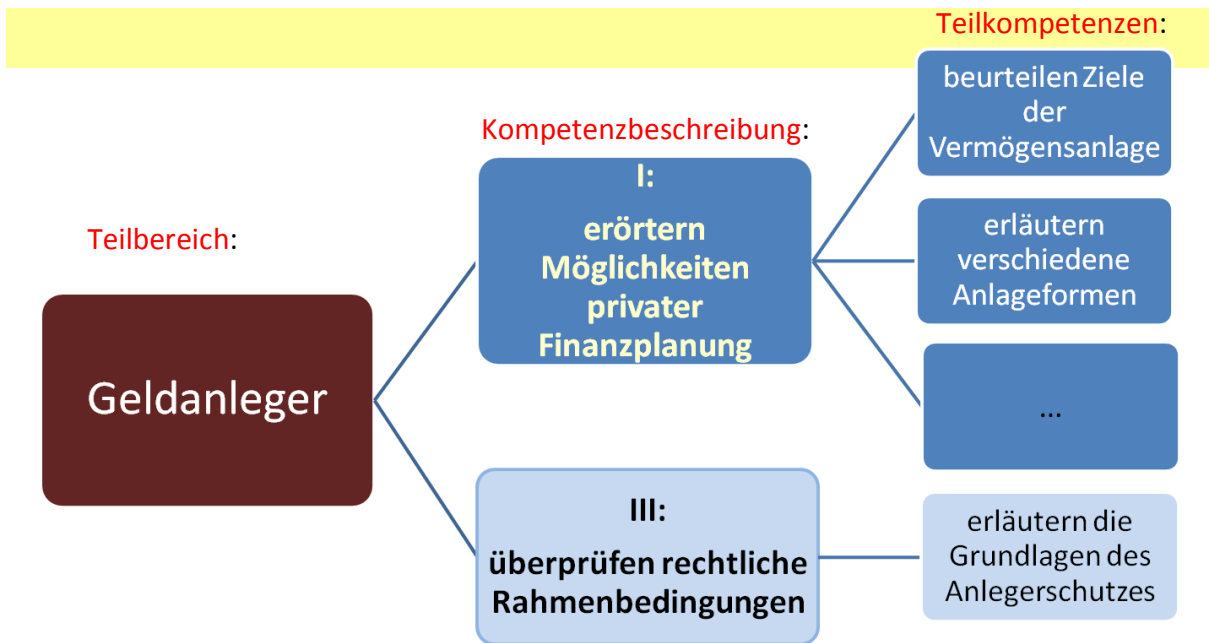 Teilkompetenzen:
beurteilen Ziele
der
Vermögensanlage
Kompetenzbeschreibung:
I:
erörtern
Möglichkeiten
privater
Finanzplanung
erläutern
verschiedene
Anlageformen
Teilbereich:
Geldanleger
...
III:
überprüfen rechtliche
Rahmenbedingungen
erläutern die
Grundlagen des
Anlegerschutzes